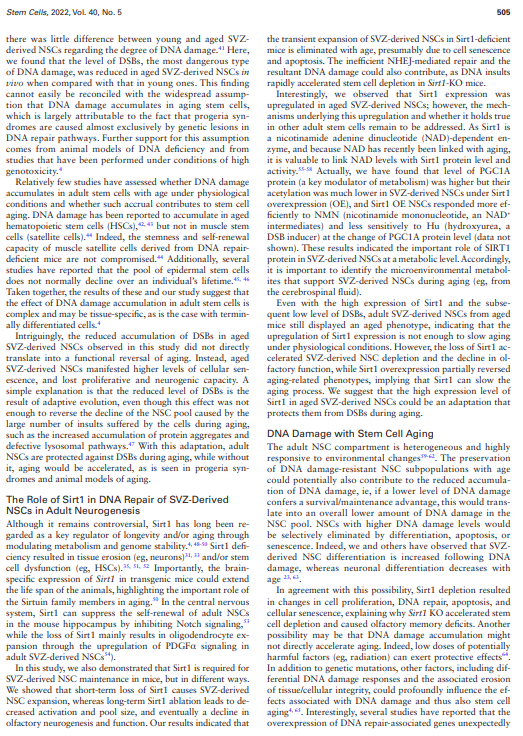 Stem Cells, 2022, Vol. 40, No. 5
505
there was little difference between young and aged SVZ-
derived NSCs regarding the degree of DNA damage.41 Here,
we found that the level of DSBs, the most dangerous type
of DNA damage, was reduced in aged SVZ-derived NSCs in
vivo when compared with that in young ones. This finding
cannot easily be reconciled with the widespread assump-
tion that DNA damage accumulates in aging stem cells,
which is largely attributable to the fact that progeria syn-
dromes are caused almost exclusively by genetic lesions in
DNA repair pathways. Further support for this assumption
comes from animal models of DNA deficiency and from
studies that have been performed under conditions of high
genotoxicity.4
Relatively few studies have assessed whether DNA damage
accumulates in adult stem cells with age under physiological
conditions and whether such accrual contributes to stem cell
aging. DNA damage has been reported to accumulate in aged
hematopoietic stem cells (HSCs),42, 43 but not in muscle stem
cells (satellite cells).44 Indeed, the stemness and self-renewal
capacity of muscle satellite cells derived from DNA repair-
deficient mice are not compromised.44 Additionally, several
studies have reported that the pool of epidermal stem cells
does not normally decline over an individual's lifetime.45, 46
Taken together, the results of these and our study suggest that
the effect of DNA damage accumulation in adult stem cells is
complex and may be tissue-specific, as is the case with termin-
ally differentiated cells.4
Intriguingly, the reduced accumulation of DSBs in aged
SVZ-derived NSCs observed in this study did not directly
translate into a functional reversal of aging. Instead, aged
SVZ-derived NSCs manifested higher levels of cellular sen-
escence, and lost proliferative and neurogenic capacity. A
simple explanation is that the reduced level of DSBs is the
result of adaptive evolution, even though this effect was not
enough to reverse the decline of the NSC pool caused by the
large number of insults suffered by the cells during aging,
such as the increased accumulation of protein aggregates and
defective lysosomal pathways.47 With this adaptation, adult
NSCs are protected against DSBs during aging, while without
it, aging would be accelerated, as is seen in progeria syn-
dromes and animal models of aging.
The Role of Sirt1 in DNA Repair of SVZ-Derived
NSCs in Adult Neurogenesis
Although it remains controversial, Sirt1 has long been re-
garded as a key regulator of longevity and/or aging through
modulating metabolism and genome stability.4, 48-50 Sirt1 defi-
ciency resulted in tissue erosion (eg, neurons)31, 33 and/or stem
cell dysfunction (eg, HSCs).35, 51, 52 Importantly, the brain-
specific expression of Sirt1 in transgenic mice could extend
the life span of the animals, highlighting the important role of
the Sirtuin family members in aging.50 In the central nervous
system, Sirt1 can suppress the self-renewal of adult NSCs
in the mouse hippocampus by inhibiting Notch signaling,53
while the loss of Sirt1 mainly results in oligodendrocyte ex-
pansion through the upregulation of PDGFα signaling in
adult SVZ-derived NSCs54).
In this study, we also demonstrated that Sirt1 is required for
SVZ-derived NSC maintenance in mice, but in different ways.
We showed that short-term loss of Sirt1 causes SVZ-derived
NSC expansion, whereas long-term Sirt1 ablation leads to de-
creased activation and pool size, and eventually a decline in
olfactory neurogenesis and function. Our results indicated that
the transient expansion of SVZ-derived NSCs in Sirt1-deficient
mice is eliminated with age, presumably due to cell senescence
and apoptosis. The inefficient NHEJ-mediated repair and the
resultant DNA damage could also contribute, as DNA insults
rapidly accelerated stem cell depletion in Sirt1-KO mice.
Interestingly, we observed that Sirt1 expression was
upregulated in aged SVZ-derived NSCs; however, the mech-
anisms underlying this upregulation and whether it holds true
in other adult stem cells remain to be addressed. As Sirt1 is
a nicotinamide adenine dinucleotide (NAD)-dependent en-
zyme, and because NAD has recently been linked with aging,
it is valuable to link NAD levels with Sirt1 protein level and
activity.55-58 Actually, we have found that level of PGC1A
protein (a key modulator of metabolism) was higher but their
acetylation was much lower in SVZ-derived NSCs under Sirt1
overexpression (OE), and Sirt1 OE NSCs responded more ef-
ficiently to NMN (nicotinamide mononucleotide, an NAD+
intermediates) and less sensitively to Hu (hydroxyurea, a
DSB inducer) at the change of PGC1A protein level (data not
shown). These results indicated the important role of SIRT1
protein in SVZ-derived NSCs at a metabolic level. Accordingly,
it is important to identify the microenvironmental metabol-
ites that support SVZ-derived NSCs during aging (eg, from
the cerebrospinal fluid).
Even with the high expression of Sirt1 and the subse-
quent low level of DSBs, adult SVZ-derived NSCs from aged
mice still displayed an aged phenotype, indicating that the
upregulation of Sirt1 expression is not enough to slow aging
under physiological conditions. However, the loss of Sirt1 ac-
celerated SVZ-derived NSC depletion and the decline in ol-
factory function, while Sirt1 overexpression partially reversed
aging-related phenotypes, implying that Sirt1 can slow the
aging process. We suggest that the high expression level of
Sirt1 in aged SVZ-derived NSCs could be an adaptation that
protects them from DSBs during aging.
DNA Damage with Stem Cell Aging
The adult NSC compartment is heterogeneous and highly
responsive to environmental changes59-62. The preservation
of DNA damage-resistant NSC subpopulations with age
could potentially also contribute to the reduced accumula-
tion of DNA damage, ie, if a lower level of DNA damage
confers a survival/maintenance advantage, this would trans-
late into an overall lower amount of DNA damage in the
NSC pool. NSCs with higher DNA damage levels would
be selectively eliminated by differentiation, apoptosis, or
senescence. Indeed, we and others have observed that SVZ-
derived NSC differentiation is increased following DNA
damage, whereas neuronal differentiation decreases with
age 23, 63.
In agreement with this possibility, Sirt1 depletion resulted
in changes in cell proliferation, DNA repair, apoptosis, and
cellular senescence, explaining why Sirt1 KO accelerated stem
cell depletion and caused olfactory memory deficits. Another
possibility may be that DNA damage accumulation might
not directly accelerate aging. Indeed, low doses of potentially
harmful factors (eg, radiation) can exert protective effects64.
In addition to genetic mutations, other factors, including dif-
ferential DNA damage responses and the associated erosion
of tissue/cellular integrity, could profoundly influence the ef-
fects associated with DNA damage and thus also stem cell
aging4, 65. Interestingly, several studies have reported that the
overexpression of DNA repair-associated genes unexpectedly